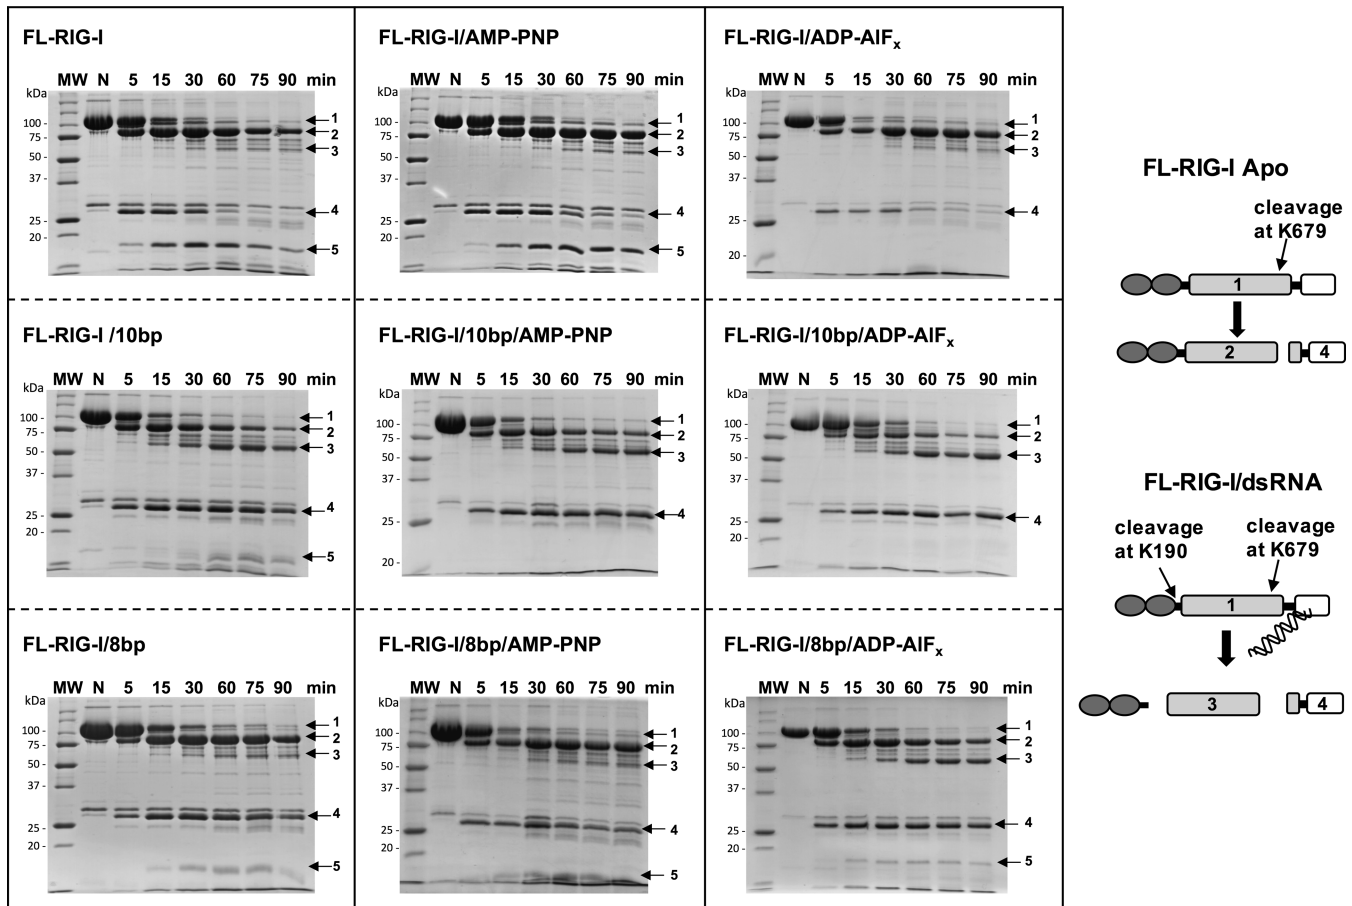 FL-RIG-I
MW N 5 15 30 60 75 90 min
kDa
100 -
75 -
50 -
37 -
25 -
20 -
1
2
3
4
5
FL-RIG-I/AMP-PNP
MW N 5 15 30 60 75 90 min
kDa
100 -
75 -
50 -
37 -
25 -
20 -
1
2
3
4
5
FL-RIG-I/ADP-AlFx
MW N 5 15 30 60 75 90 min
kDa
100 -
75 -
50 -
37 -
25 -
20 -
1
2
3
4
FL-RIG-I /10bp
MW N 5 15 30 60 75 90 min
kDa
100 -
75 -
50 -
37 -
25 -
20 -
1
2
3
4
5
FL-RIG-I/10bp/AMP-PNP
MW N 5 15 30 60 75 90 min
kDa
100 -
75 -
50 -
37 -
25 -
20 -
1
2
3
4
FL-RIG-I/10bp/ADP-AlFx
MW N 5 15 30 60 75 90 min
kDa
100 -
75 -
50 -
37 -
25 -
20 -
1
2
3
4
FL-RIG-I/8bp
MW N 5 15 30 60 75 90 min
kDa
100 -
75 -
50 -
37 -
25 -
20 -
1
2
3
4
5
FL-RIG-I/8bp/AMP-PNP
MW N 5 15 30 60 75 90 min
kDa
100 -
75 -
50 -
37 -
25 -
20 -
1
2
3
4
5
FL-RIG-I/8bp/ADP-AlFx
MW N 5 15 30 60 75 90 min
kDa
100 -
75 -
50 -
37 -
25 -
20 -
1
2
3
4
5
FL-RIG-I Apo
cleavage
at K679
1
2 4
FL-RIG-I/dsRNA
cleavage
at K190
cleavage
at K679
1
3 4